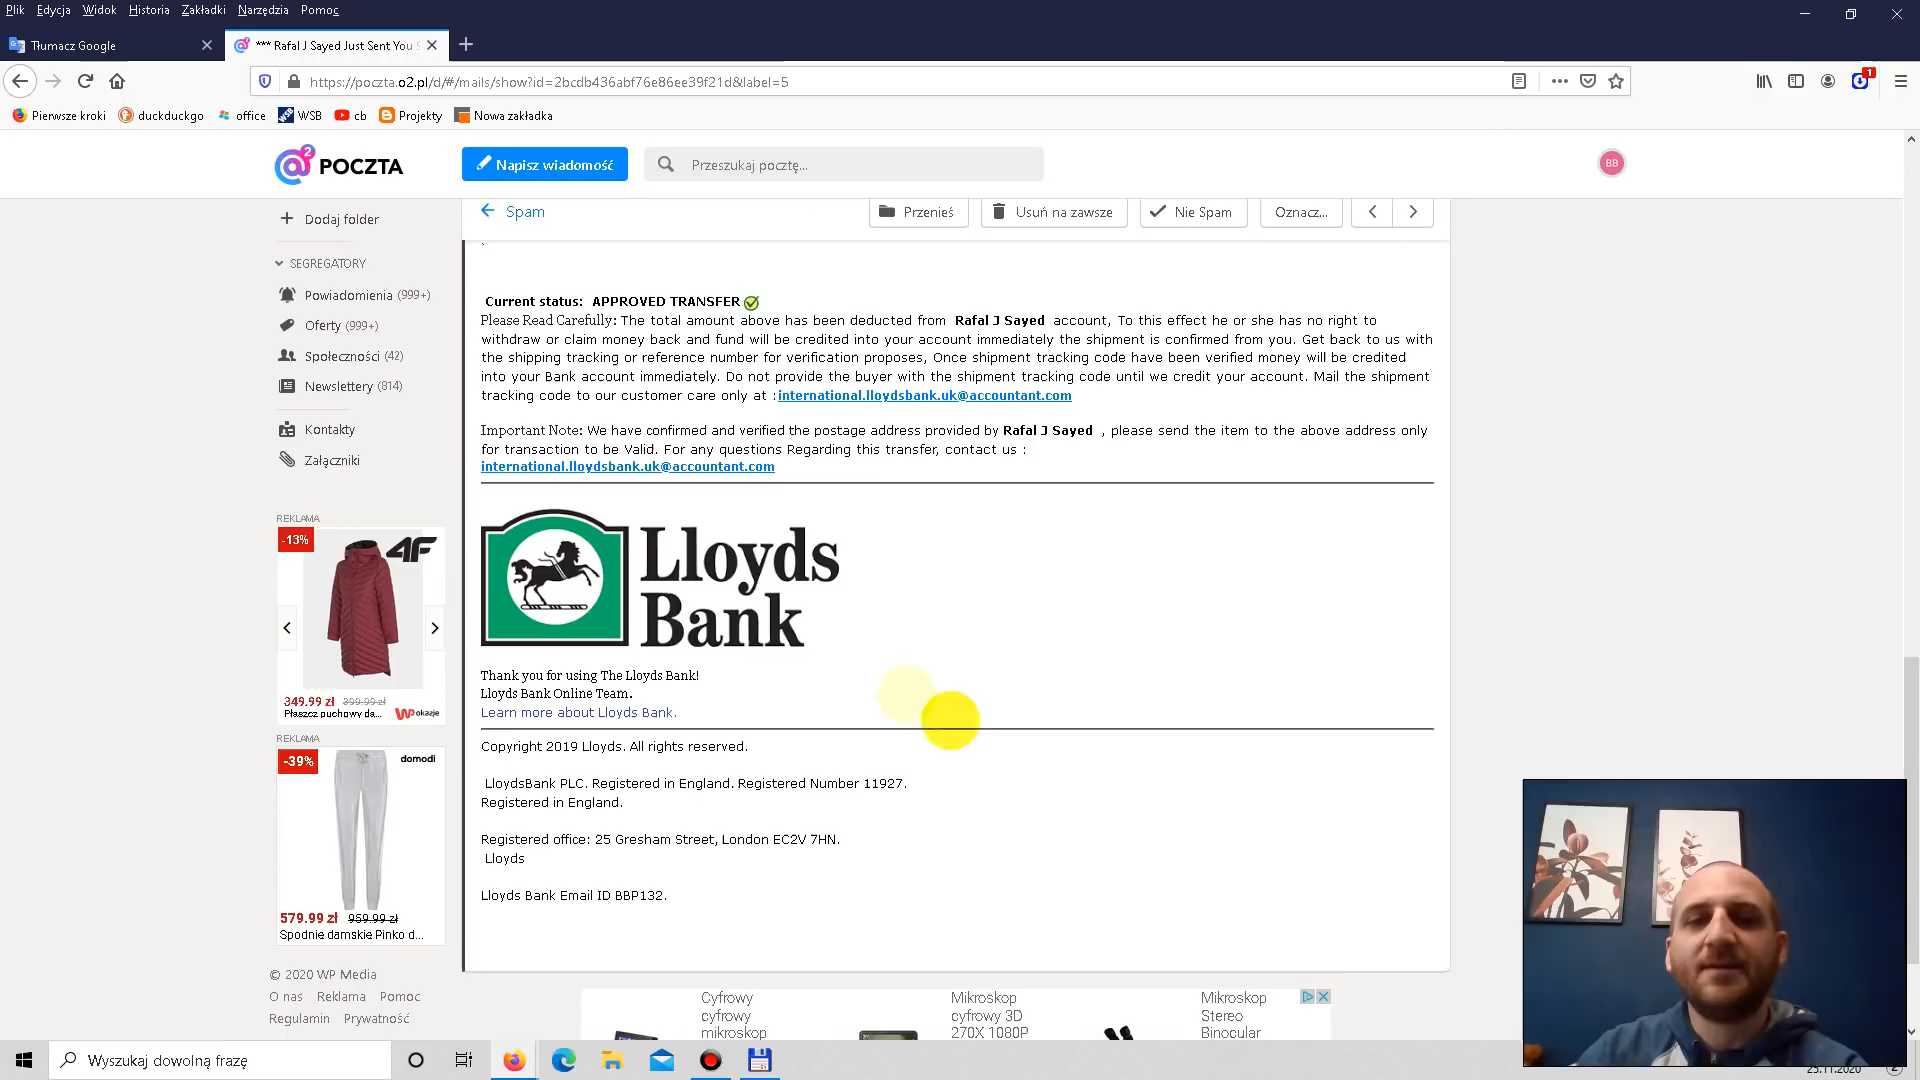 Plik Edycja Widok Historia Zakładki Narzędzia Pomoc
Tłumacz Google
*** Rafal J Sayed Just Sent You S
https://poczta.o2.pl/d/#/mails/show?id=2bcdb436abf76e86ee39f21d&label=5
1
Pierwsze kroki duckduckgo office WSB cb Projekty Nowa zakładka
@2 POCZTA
Napisz wiadomość
Przeszukaj pocztę...
BB
Dodaj folder
SEGREGATORY
Powiadomienia (999+)
Oferty (999+)
Społeczności (42)
Newslettery (814)
Kontakty
Załączniki
Spam
Przenieś
Usuń na zawsze
Nie Spam
Oznacz...
Current status: APPROVED TRANSFER
Please Read Carefully: The total amount above has been deducted from Rafal J Sayed account, To this effect he or she has no right to
withdraw or claim money back and fund will be credited into your account immediately the shipment is confirmed from you. Get back to us with
the shipping tracking or reference number for verification proposes, Once shipment tracking code have been verified money will be credited
into your Bank account immediately. Do not provide the buyer with the shipment tracking code until we credit your account. Mail the shipment
tracking code to our customer care only at :international.lloydsbank.uk@accountant.com
Important Note: We have confirmed and verified the postage address provided by Rafal J Sayed , please send the item to the above address only
for transaction to be Valid. For any questions Regarding this transfer, contact us :
international.lloydsbank.uk@accountant.com
Lloyds
Bank
Thank you for using The Lloyds Bank!
Lloyds Bank Online Team.
Learn more about Lloyds Bank.
Copyright 2019 Lloyds. All rights reserved.
LloydsBank PLC. Registered in England. Registered Number 11927.
Registered in England.
Registered office: 25 Gresham Street, London EC2V 7HN.
Lloyds
Lloyds Bank Email ID BBP132.
REKLAMA
-13%
4F
349.99 zł 399.99 zł
Płaszcz puchowy da...
WP okazje
REKLAMA
-39%
domodi
579.99 zł 959.99 zł
Spodnie damskie Pinko d...
© 2020 WP Media
O nas Reklama Pomoc
Regulamin Prywatność
Cyfrowy
cyfrowy
mikroskop
Mikroskop
cyfrowy 3D
270X 1080P
Mikroskop
Stereo
Binocular
Wyszukaj dowolną frazę
2